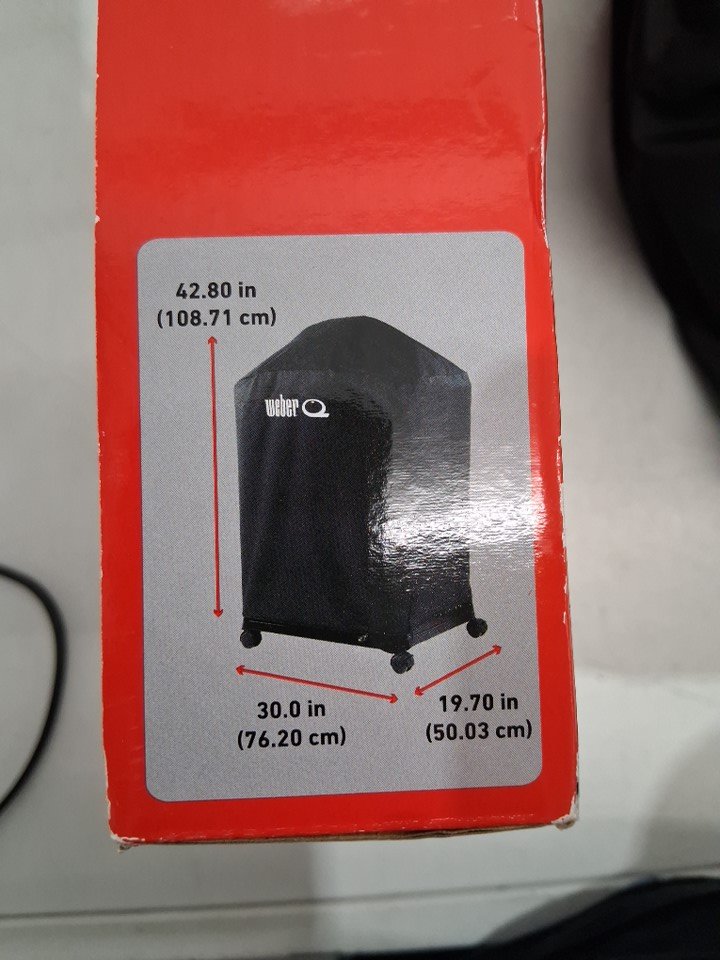 42.80 in
(108.71 cm)
weber Q
30.0 in
(76.20 cm)
19.70 in
(50.03 cm)